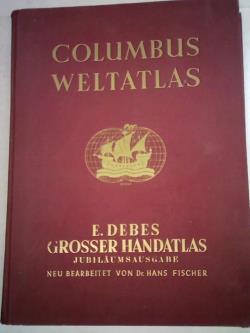 COLUMBUS
WELTATLAS
E. DEBES
GROSSER HANDATLAS
JUBILÄUMSAUSGABE
NEU BEARBEITET VON Dr. HANS FISCHER